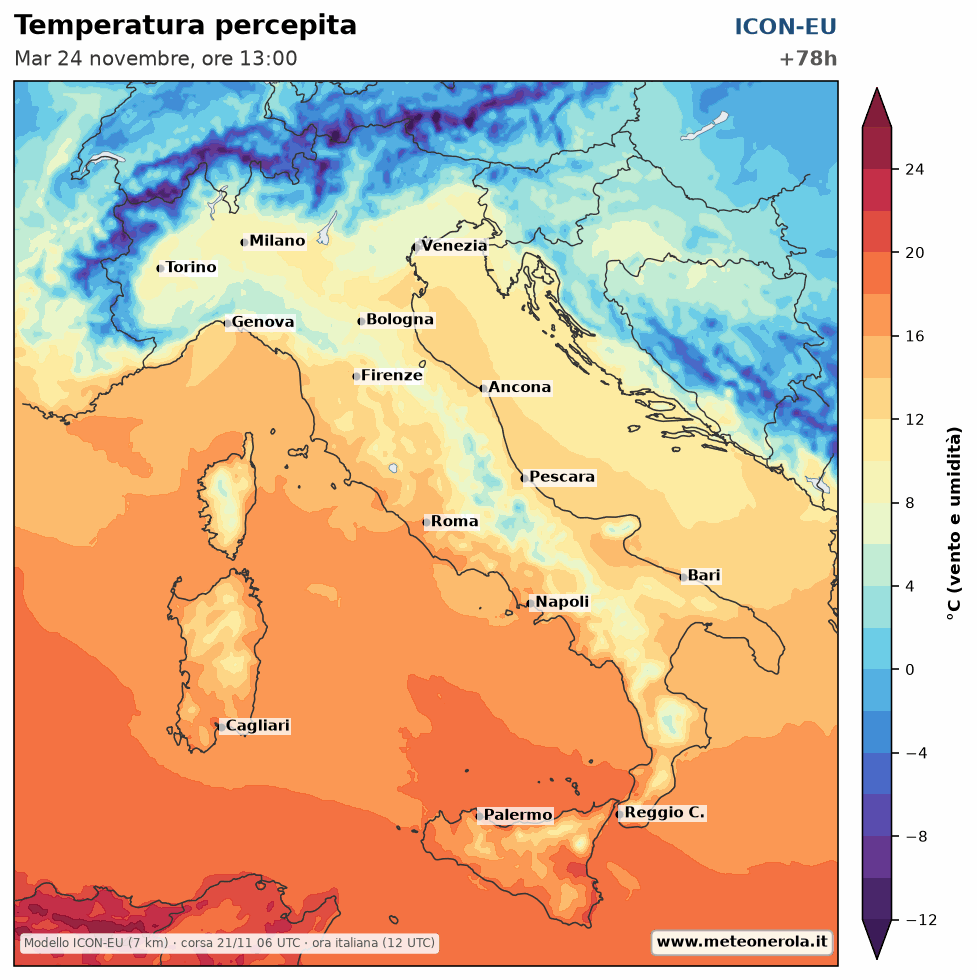 Temperatura percepita
ICON-EU
Mar 24 novembre, ore 13:00
+78h
Milano
Venezia
Torino
Genova
Bologna
Firenze
Ancona
Pescara
Roma
Bari
Napoli
Cagliari
Palermo
Reggio C.
24
20
16
12
8
4
0
−4
−8
−12
°C (vento e umidità)
Modello ICON-EU (7 km) · corsa 21/11 06 UTC · ora italiana (12 UTC)
www.meteonerola.it